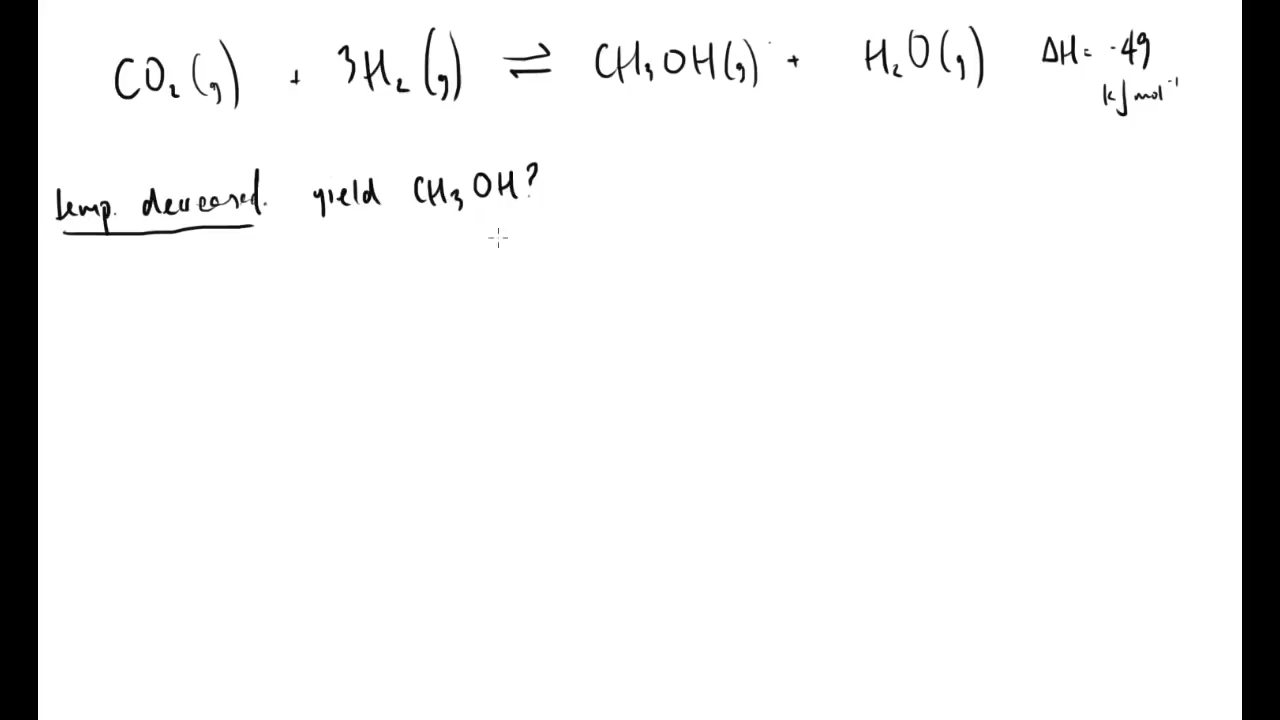 CO₂(g) + 3H₂(g) ⇌ CH₃OH(g) + H₂O(g) ΔH = -49
kJ mol⁻¹
temp. decreased. yield CH₃OH?